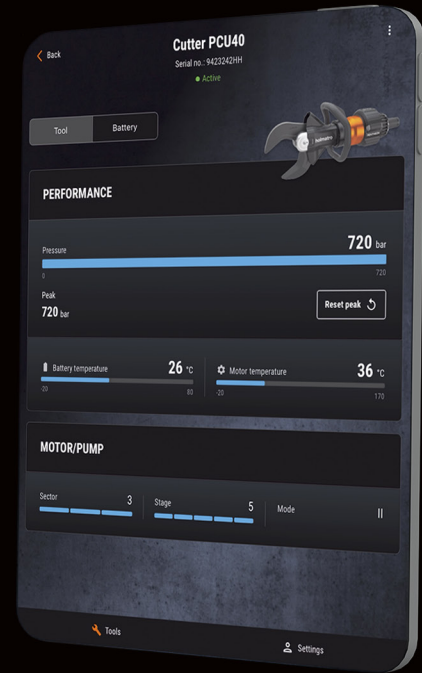 Back
Cutter PCU40
Serial no.: 9423242HH
Active
Tool
Battery
PERFORMANCE
Pressure
720 bar
0
720
Peak
720 bar
Reset peak
Battery temperature
26 °C
-20
80
Motor temperature
36 °C
-20
170
MOTOR/PUMP
Sector
3
Stage
5
Mode
II
Tools
Settings